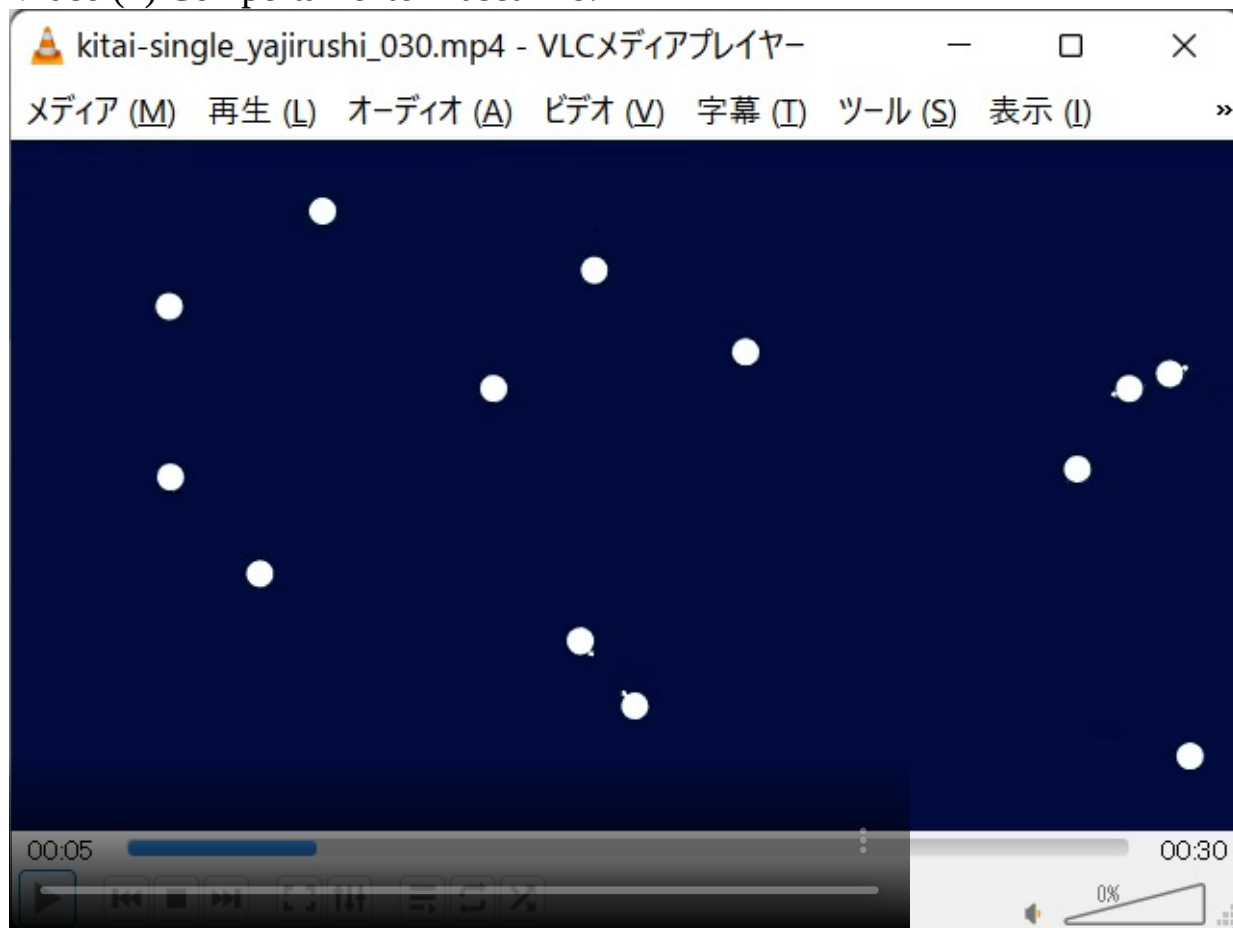 kitai-single_yajirushi_030.mp4 - VLCメディアプレイヤー
メディア (M) 再生 (L) オーディオ (A) ビデオ (V) 字幕 (T) ツール (S) 表示 (I) »
00:05 00:30
0%